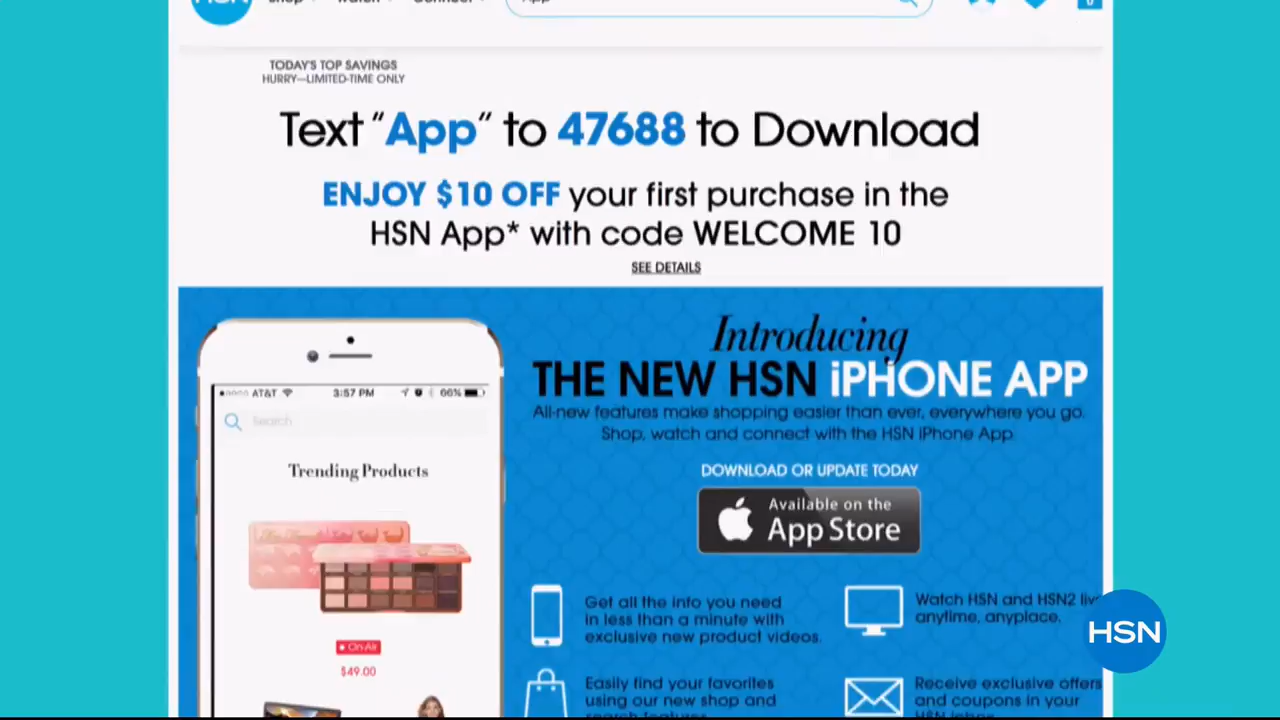 HSN
TODAY'S TOP SAVINGS
HURRY—LIMITED-TIME ONLY
Text "App" to 47688 to Download
ENJOY $10 OFF your first purchase in the
HSN App* with code WELCOME 10
SEE DETAILS
AT&T 3:57 PM 66%
Search
Trending Products
On Air
$49.00
Introducing
THE NEW HSN iPHONE APP
All-new features make shopping easier than ever, everywhere you go.
Shop, watch and connect with the HSN iPhone App
DOWNLOAD OR UPDATE TODAY
Available on the
App Store
Get all the info you need
in less than a minute with
exclusive new product videos.
Watch HSN and HSN2 live
anytime, anyplace.
Easily find your favorites
using our new shop and
search features
Receive exclusive offers
and coupons in your
HSN inbox
HSN